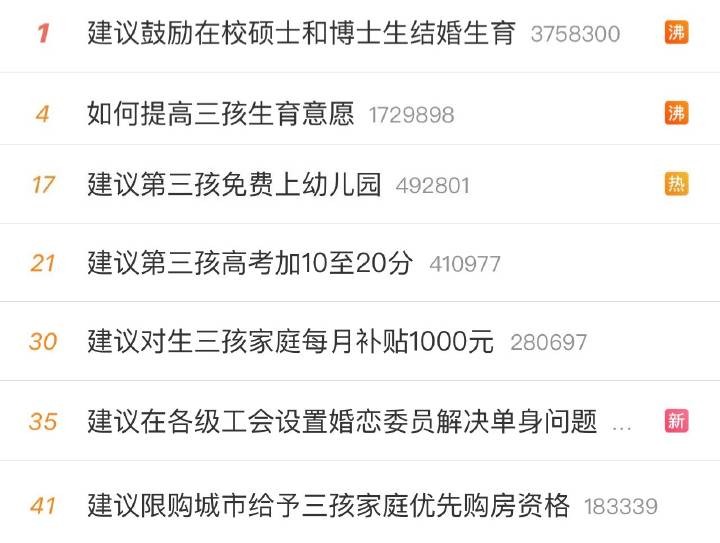 1 建议鼓励在校硕士和博士生结婚生育 3758300 沸
4 如何提高三孩生育意愿 1729898 沸
17 建议第三孩免费上幼儿园 492801 热
21 建议第三孩高考加10至20分 410977
30 建议对生三孩家庭每月补贴1000元 280697
35 建议在各级工会设置婚恋委员解决单身问题 ... 新
41 建议限购城市给予三孩家庭优先购房资格 183339